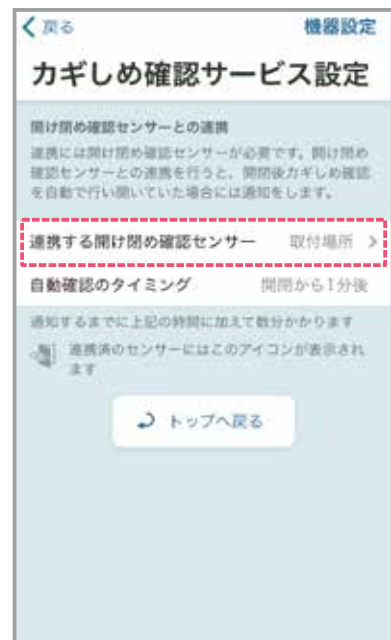 戻る
機器設定
カギしめ確認サービス設定
開け閉め確認センサーとの連携
連携には開け閉め確認センサーが必要です。開け閉め
確認センサーとの連携を行うと、開閉後カギしめ確認
を自動で行い開いていた場合には通知をします。
連携する開け閉め確認センサー 取付場所
自動確認のタイミング 開閉から1分後
通知するまでに上記の時間に加えて数分かかります
連携済のセンサーにはこのアイコンが表示され
ます
トップへ戻る